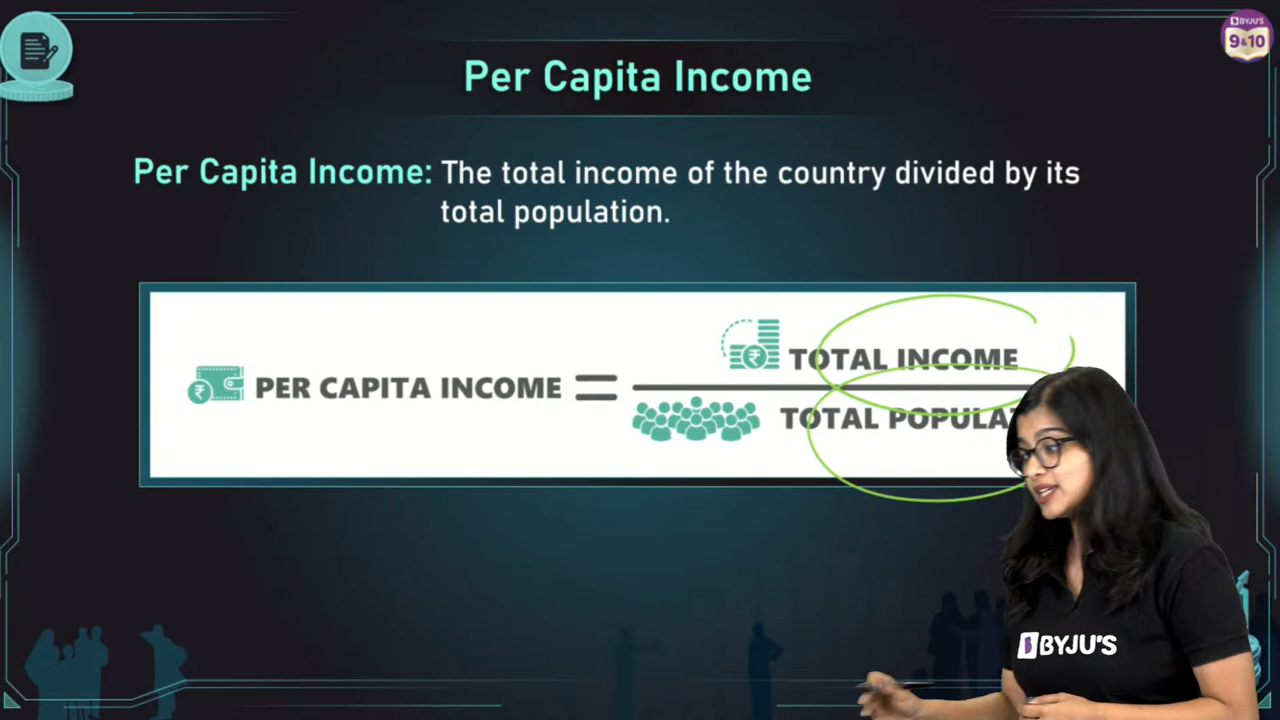 BYJU'S
9&10
Per Capita Income
Per Capita Income: The total income of the country divided by its
total population.
PER CAPITA INCOME = TOTAL INCOME
TOTAL
BYJU'S